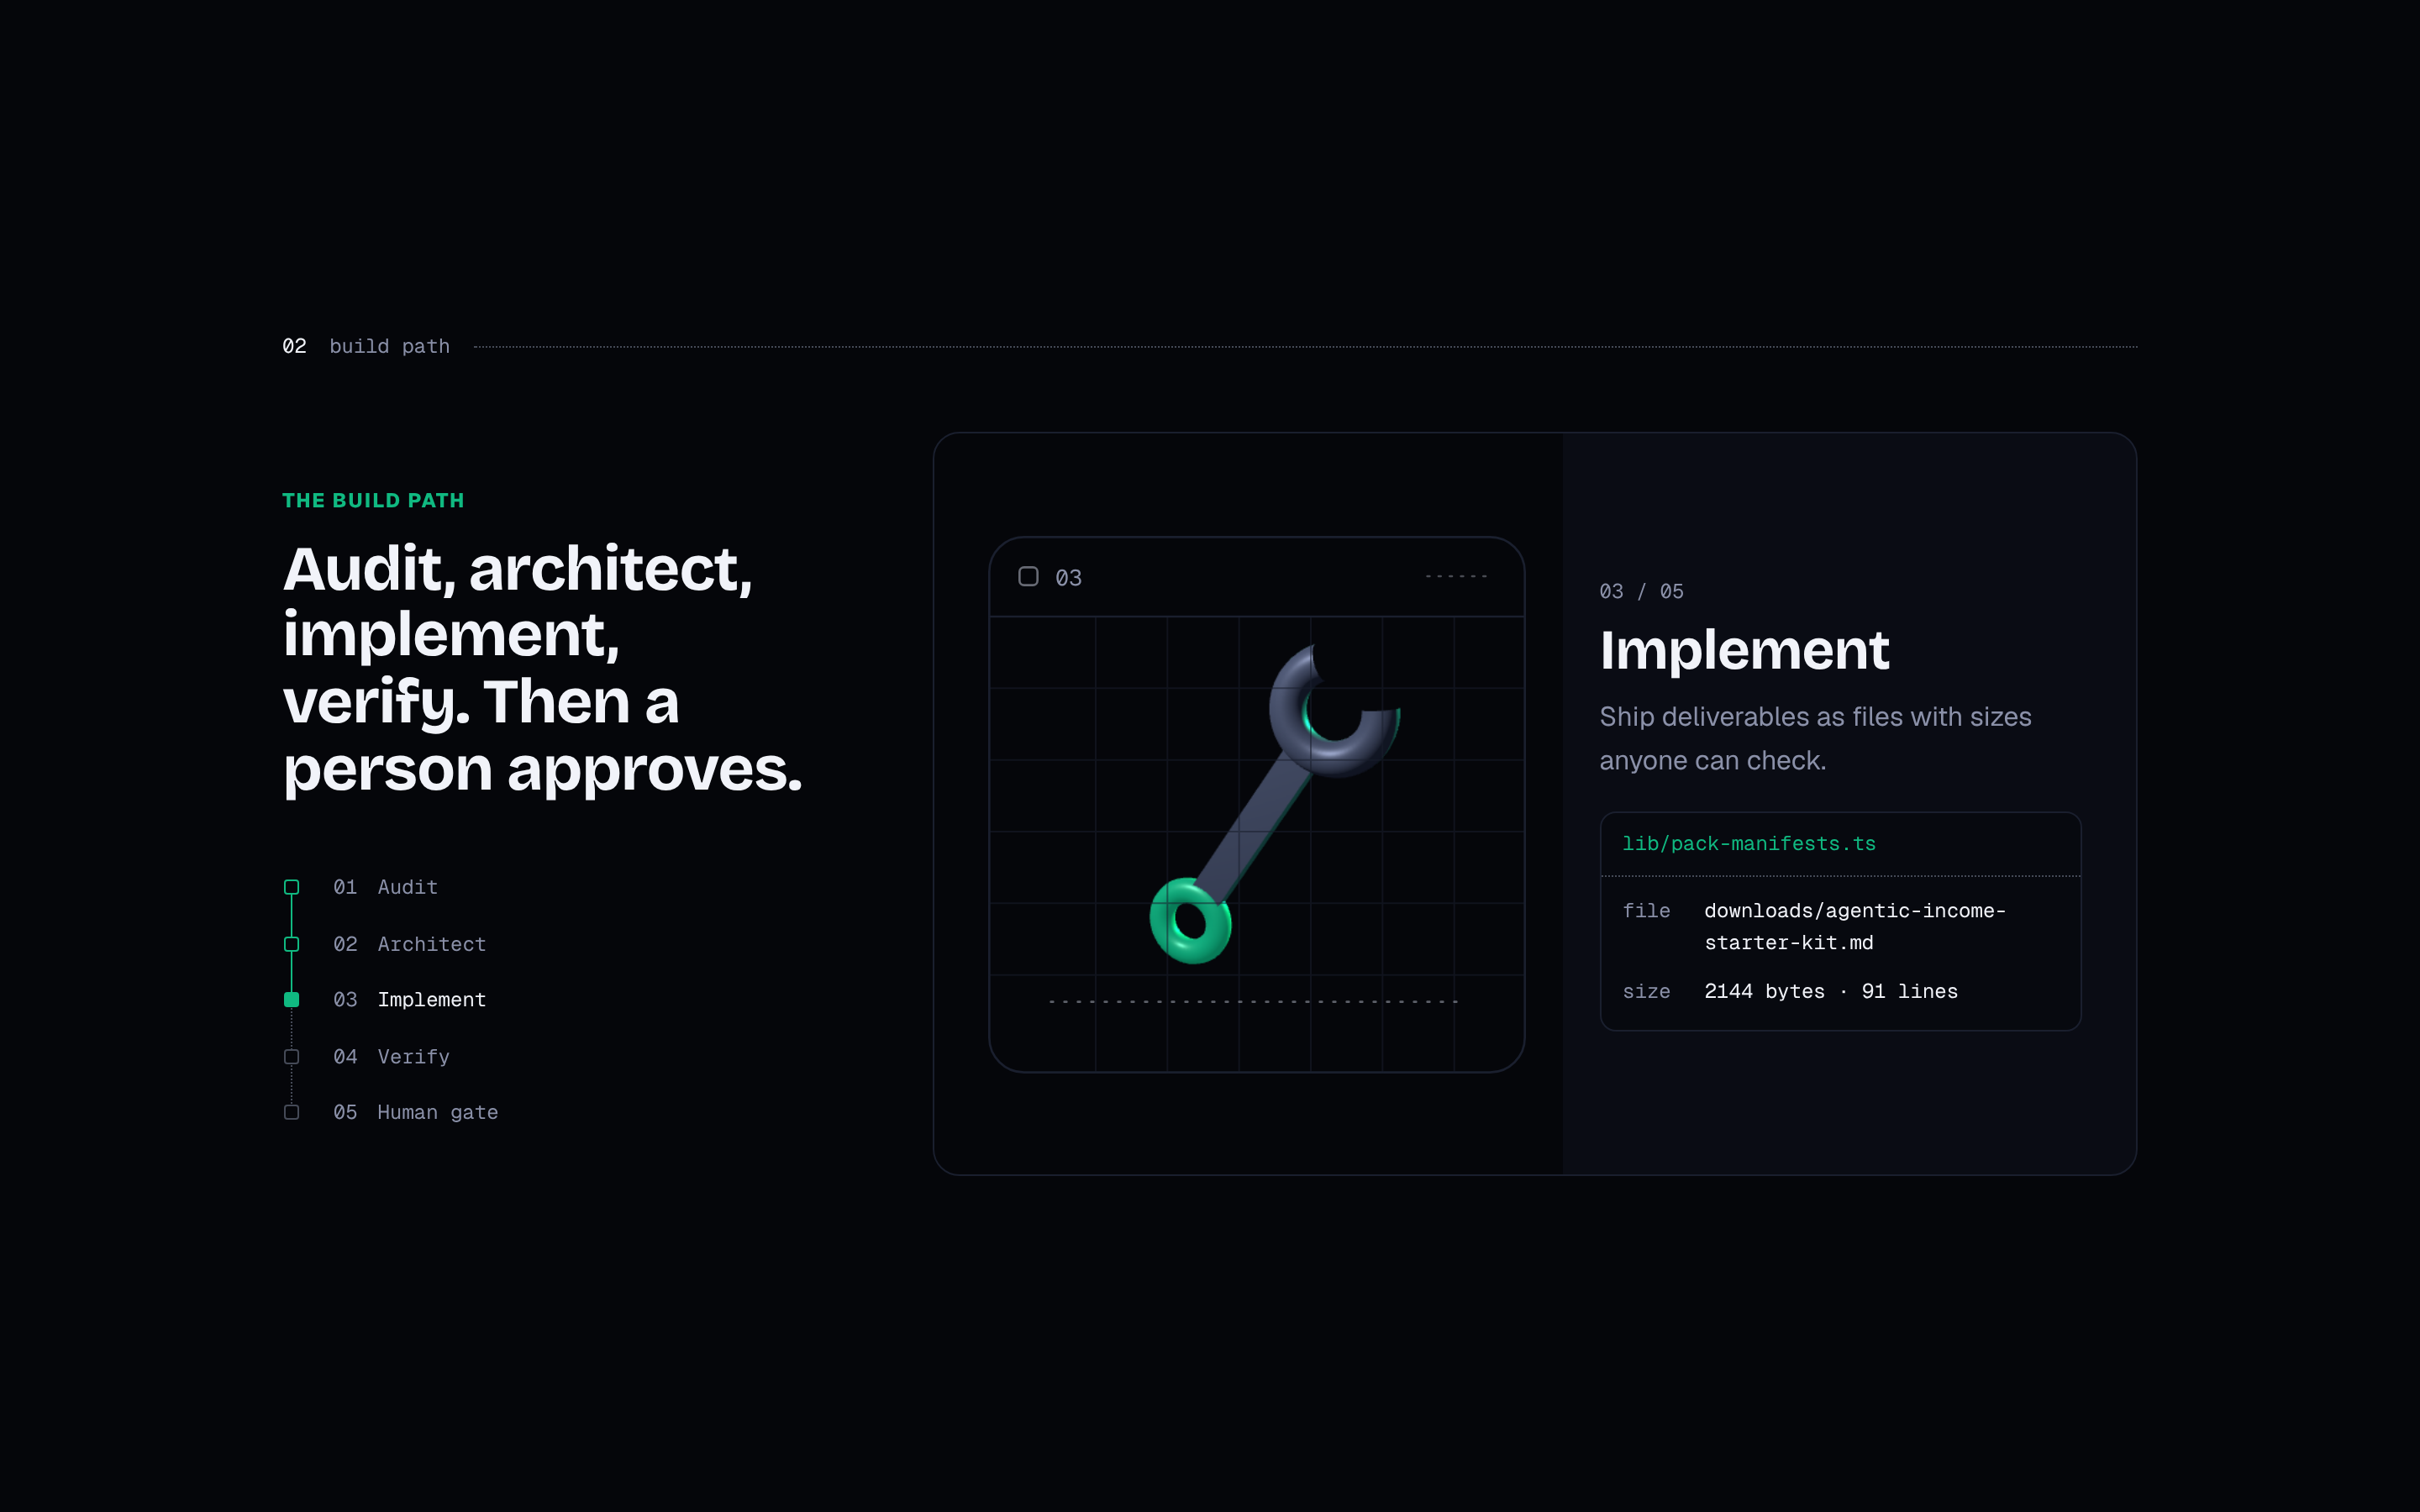 02 build path
THE BUILD PATH
Audit, architect,
implement,
verify. Then a
person approves.
01 Audit
02 Architect
03 Implement
04 Verify
05 Human gate
03
03 / 05
Implement
Ship deliverables as files with sizes
anyone can check.
lib/pack-manifests.ts
file downloads/agentic-income-
starter-kit.md
size 2144 bytes · 91 lines